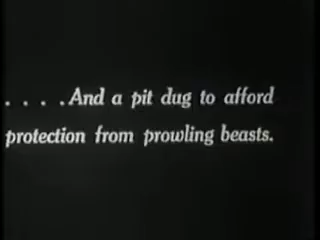 . . . . And a pit dug to afford
protection from prowling beasts.